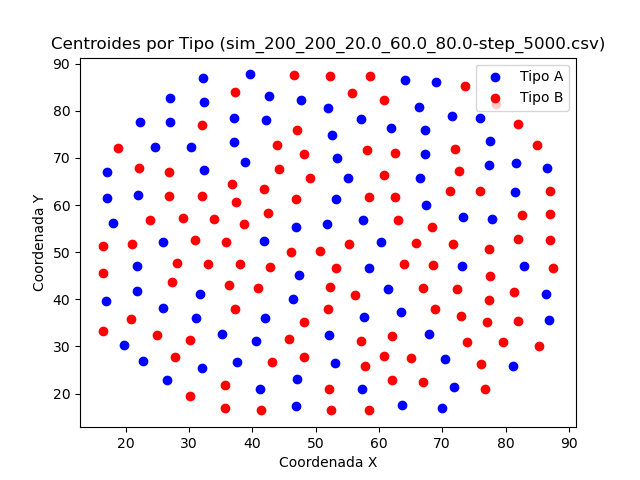 Centroides por Tipo (sim_200_200_20.0_60.0_80.0-step_5000.csv)
Tipo A
Tipo B
90
80
70
60
50
40
30
20
Coordenada Y
20 30 40 50 60 70 80 90
Coordenada X